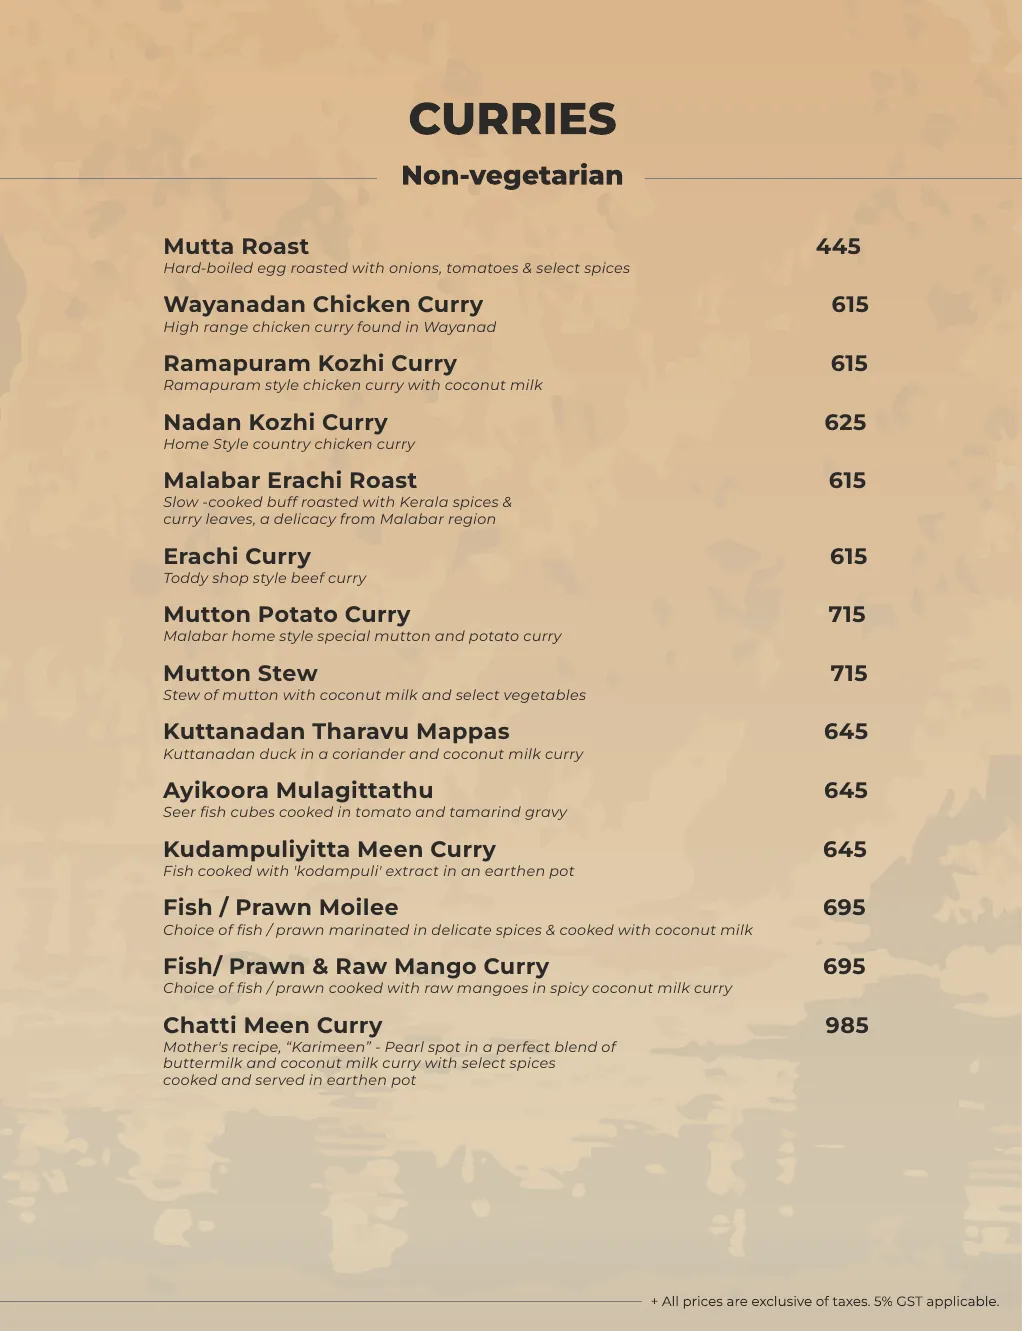 CURRIES
Non-vegetarian
Mutta Roast 445
Hard-boiled egg roasted with onions, tomatoes & select spices
Wayanadan Chicken Curry 615
High range chicken curry found in Wayanad
Ramapuram Kozhi Curry 615
Ramapuram style chicken curry with coconut milk
Nadan Kozhi Curry 625
Home Style country chicken curry
Malabar Erachi Roast 615
Slow -cooked buff roasted with Kerala spices &
curry leaves, a delicacy from Malabar region
Erachi Curry 615
Toddy shop style beef curry
Mutton Potato Curry 715
Malabar home style special mutton and potato curry
Mutton Stew 715
Stew of mutton with coconut milk and select vegetables
Kuttanadan Tharavu Mappas 645
Kuttanadan duck in a coriander and coconut milk curry
Ayikoora Mulagittathu 645
Seer fish cubes cooked in tomato and tamarind gravy
Kudampuliyitta Meen Curry 645
Fish cooked with 'kodampuli' extract in an earthen pot
Fish / Prawn Moilee 695
Choice of fish / prawn marinated in delicate spices & cooked with coconut milk
Fish/ Prawn & Raw Mango Curry 695
Choice of fish / prawn cooked with raw mangoes in spicy coconut milk curry
Chatti Meen Curry 985
Mother's recipe, “Karimeen” - Pearl spot in a perfect blend of
buttermilk and coconut milk curry with select spices
cooked and served in earthen pot
+ All prices are exclusive of taxes. 5% GST applicable.